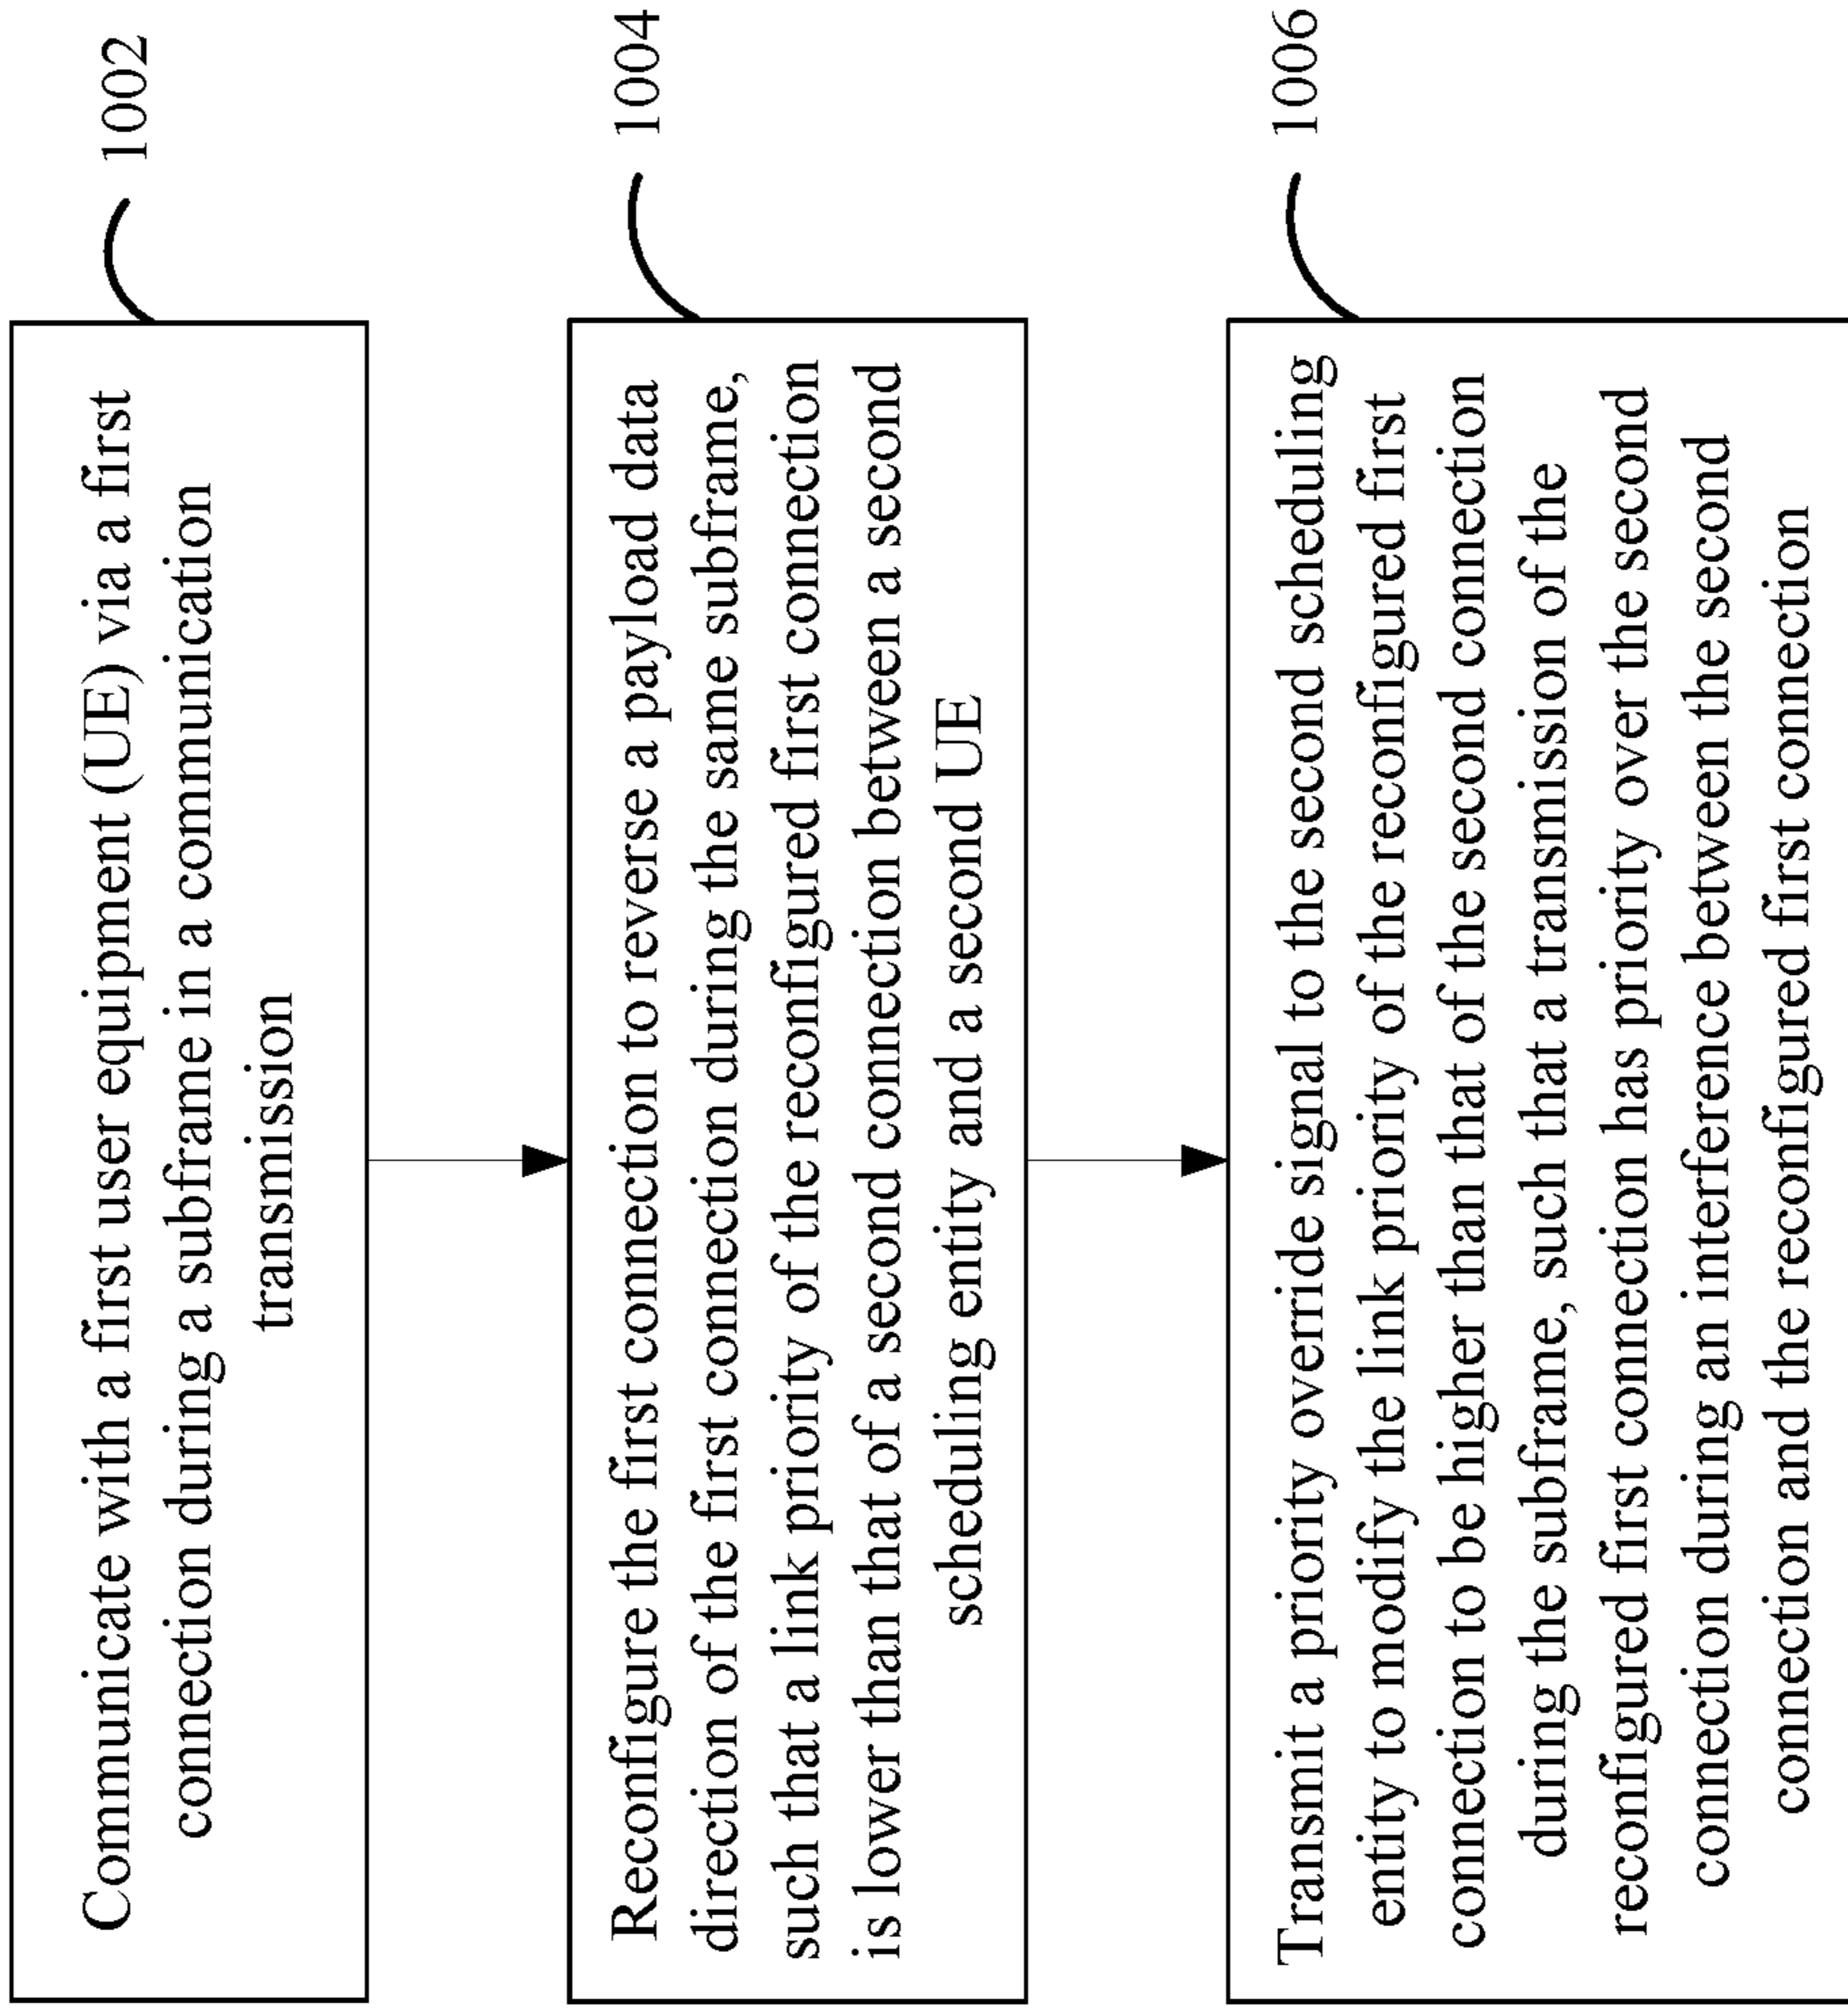 Communicate with a first user equipment (UE) via a first
connection during a subframe in a communication
transmission
1002
Reconfigure the first connection to reverse a payload data
direction of the first connection during the same subframe,
such that a link priority of the reconfigured first connection
is lower than that of a second connection between a second
scheduling entity and a second UE
1004
Transmit a priority override signal to the second scheduling
entity to modify the link priority of the reconfigured first
connection to be higher than that of the second connection
during the subframe, such that a transmission of the
reconfigured first connection has priority over the second
connection during an interference between the second
connection and the reconfigured first connection
1006